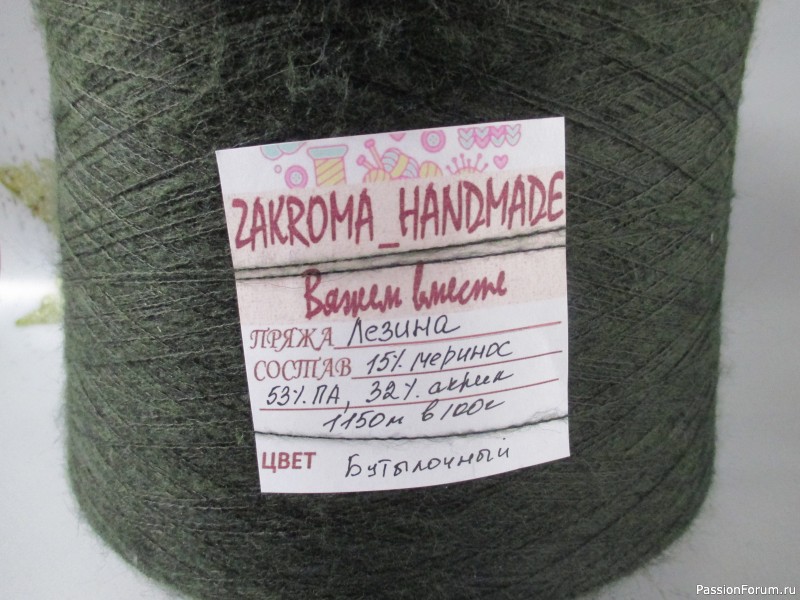 ZAKROMA_HANDMADE
Вяжем вместе
ПРЯЖА Лезина
СОСТАВ 15% меринос
53% ПА, 32% акрил
1150м в 100г
ЦВЕТ Бутылочный
PassionForum.ru